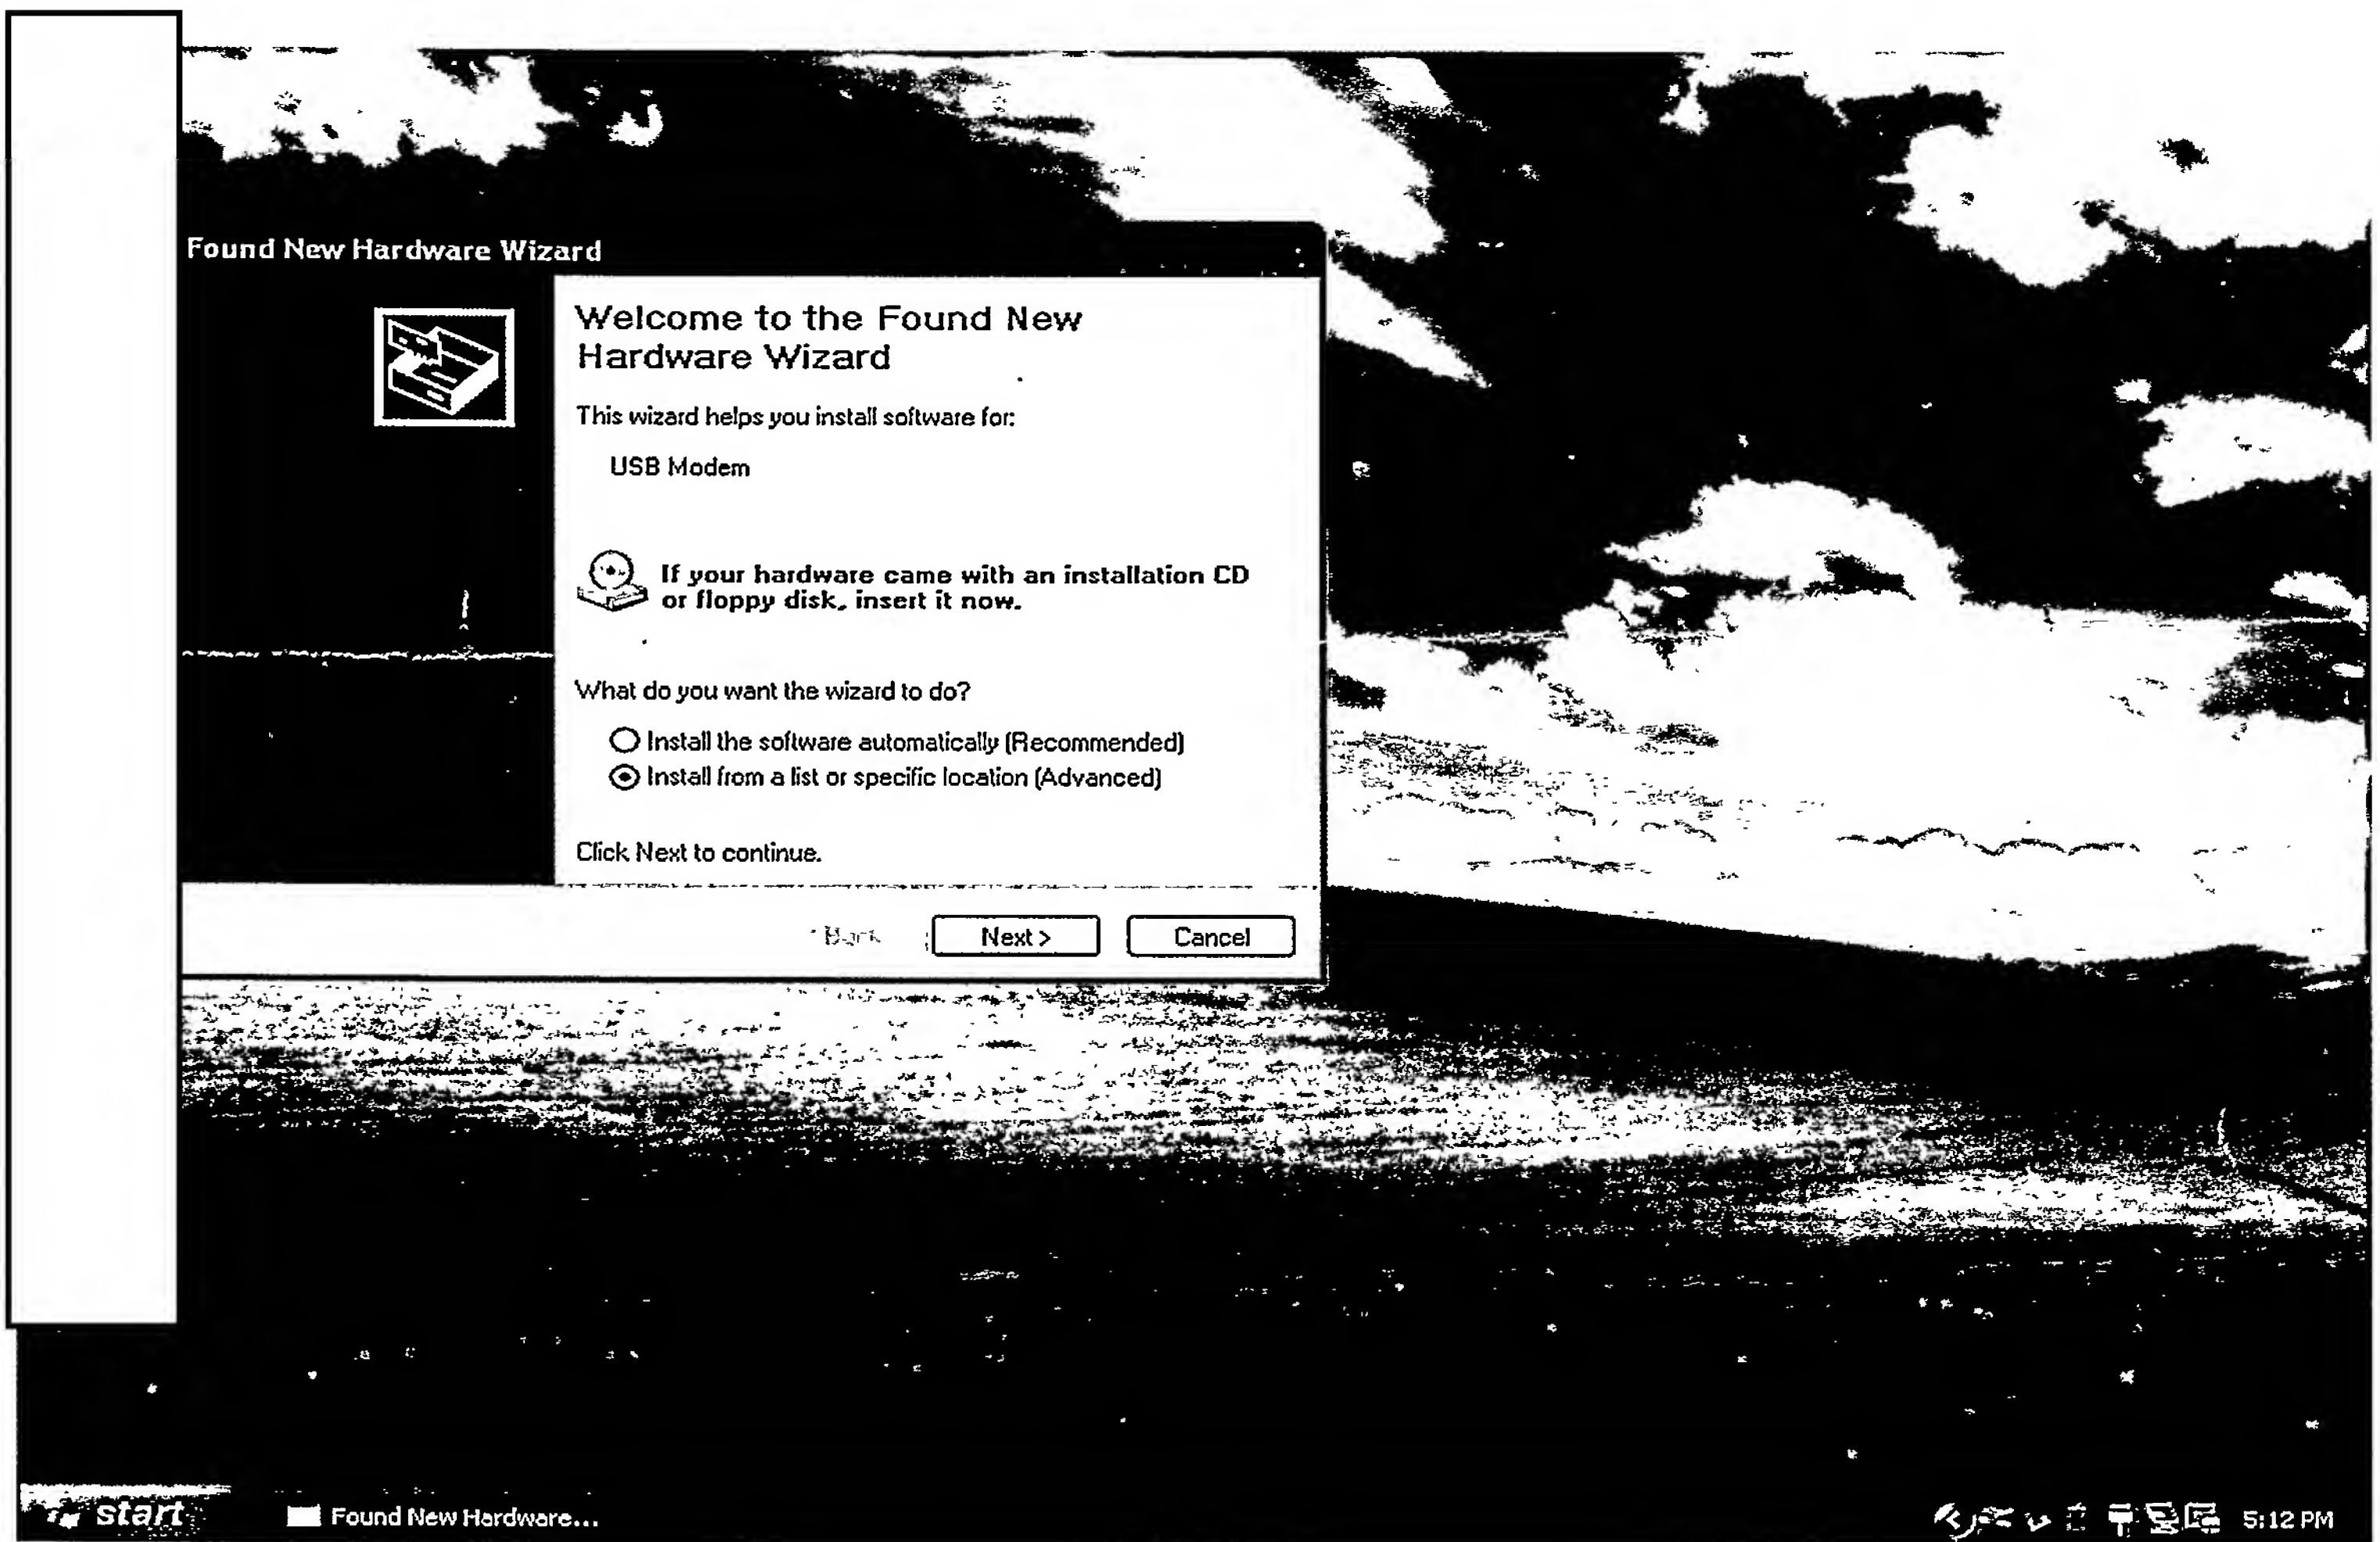 Found New Hardware Wizard
Welcome to the Found New
Hardware Wizard
This wizard helps you install software for:
USB Modem
If your hardware came with an installation CD
or floppy disk, insert it now.
What do you want the wizard to do?
Install the software automatically (Recommended)
Install from a list or specific location (Advanced)
Click Next to continue.
Back
Next >
Cancel
start
Found New Hardware...
5:12 PM